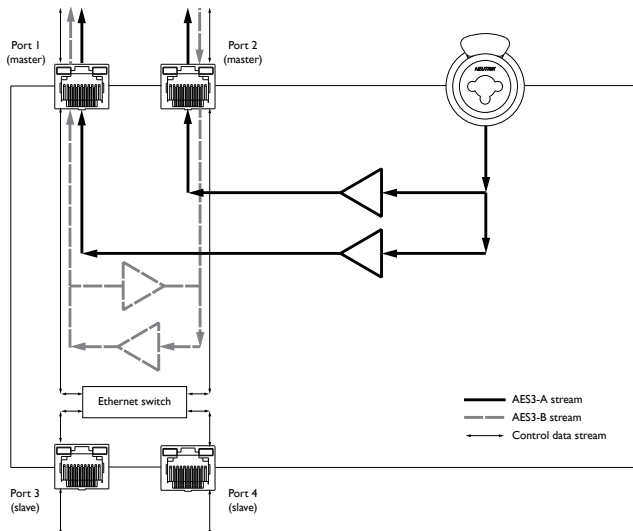 Port 1
(master)
Port 2
(master)
NEUTRIK
Ethernet switch
AES3-A stream
AES3-B stream
Control data stream
Port 3
(slave)
Port 4
(slave)